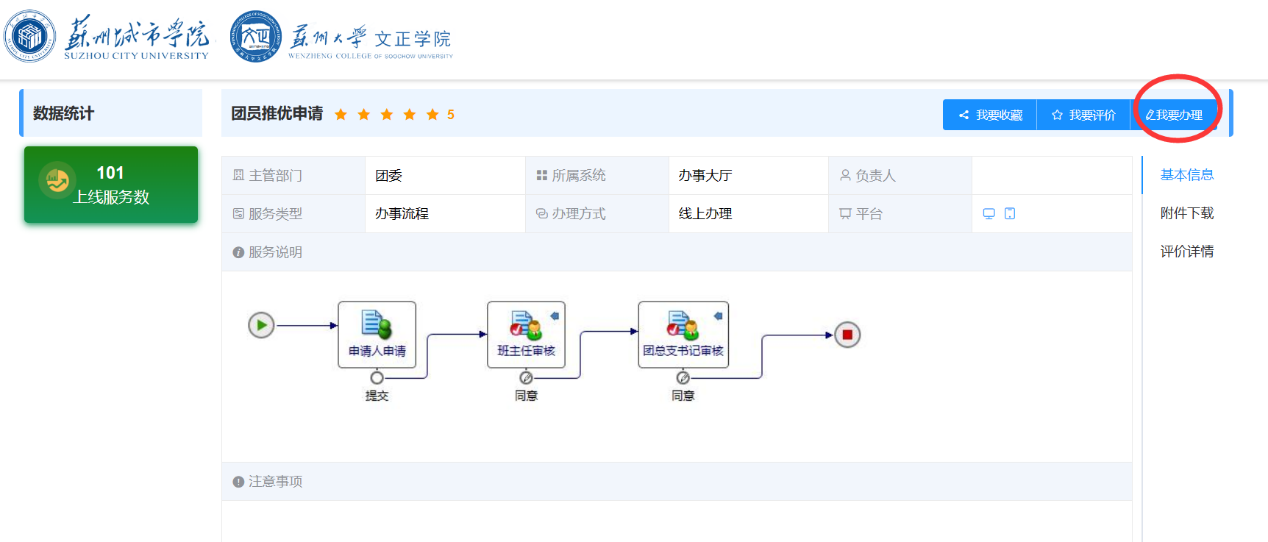 蘇州城市學院
SUZHOU CITY UNIVERSITY
文正
蘇州大學 文正学院
WENZHENG COLLEGE OF SOOCHOW UNIVERSITY
数据统计
团员推优申请 5
我要收藏 我要评价 我要办理
101
上线服务数
主管部门 团委 所属系统 办事大厅 负责人
服务类型 办事流程 办理方式 线上办理 平台
基本信息
附件下载
评价详情
服务说明
申请人申请
提交
班主任审核
同意
团总支书记审核
同意
注意事项